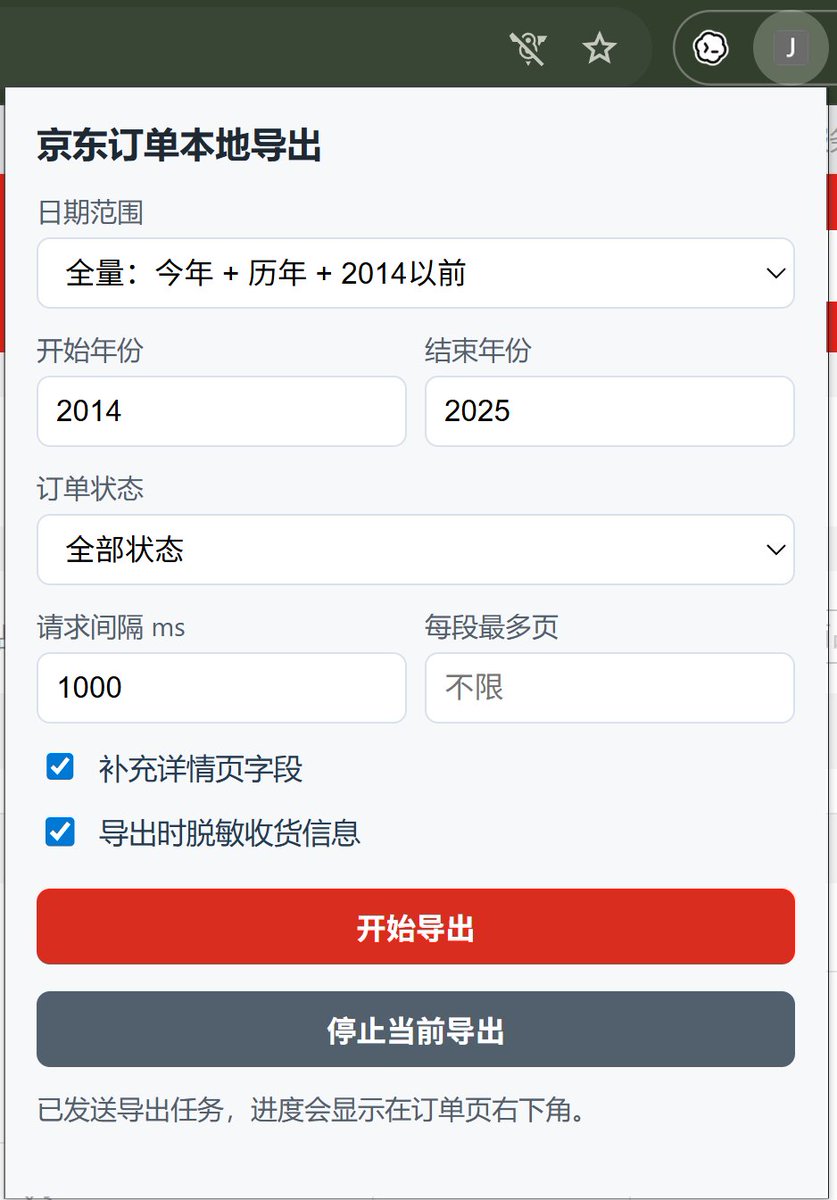 J
京东订单本地导出
日期范围
全量：今年 + 历年 + 2014以前
开始年份
结束年份
2014
2025
订单状态
全部状态
请求间隔 ms
每段最多页
1000
不限
补充详情页字段
导出时脱敏收货信息
开始导出
停止当前导出
已发送导出任务，进度会显示在订单页右下角。